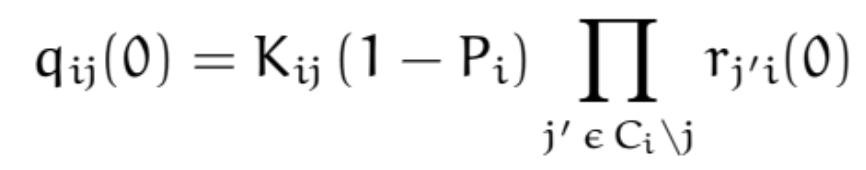 q_{ij}(0) = K_{ij} (1 − P_i) ∏_{j′ ϵ C_i \ j} r_{j′i}(0)